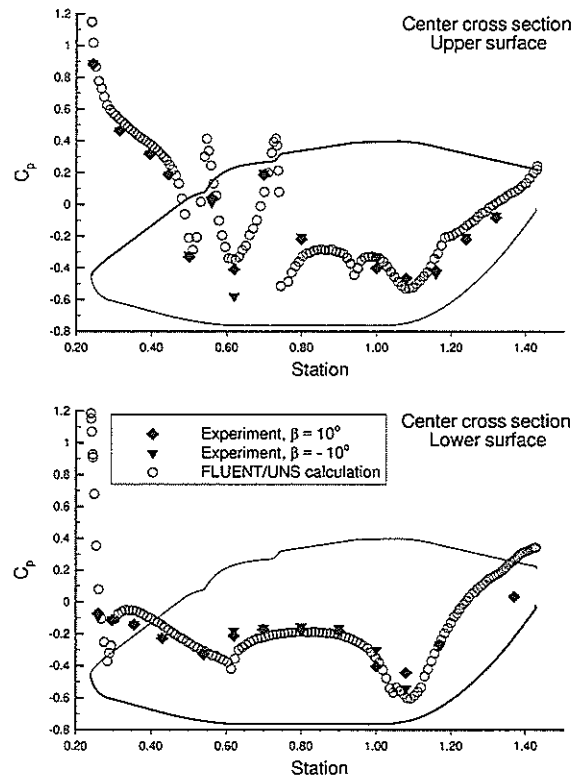 Center cross section
Upper surface
1.2
1.0
0.8
0.6
0.4
0.2
0
-0.2
-0.4
-0.6
-0.8
Cp
0.20 0.40 0.60 0.80 1.00 1.20 1.40
Station
Center cross section
Lower surface
Experiment, β = 10°
Experiment, β = - 10°
FLUENT/UNS calculation
1.2
1.0
0.8
0.6
0.4
0.2
0
-0.2
-0.4
-0.6
-0.8
Cp
0.20 0.40 0.60 0.80 1.00 1.20 1.40
Station